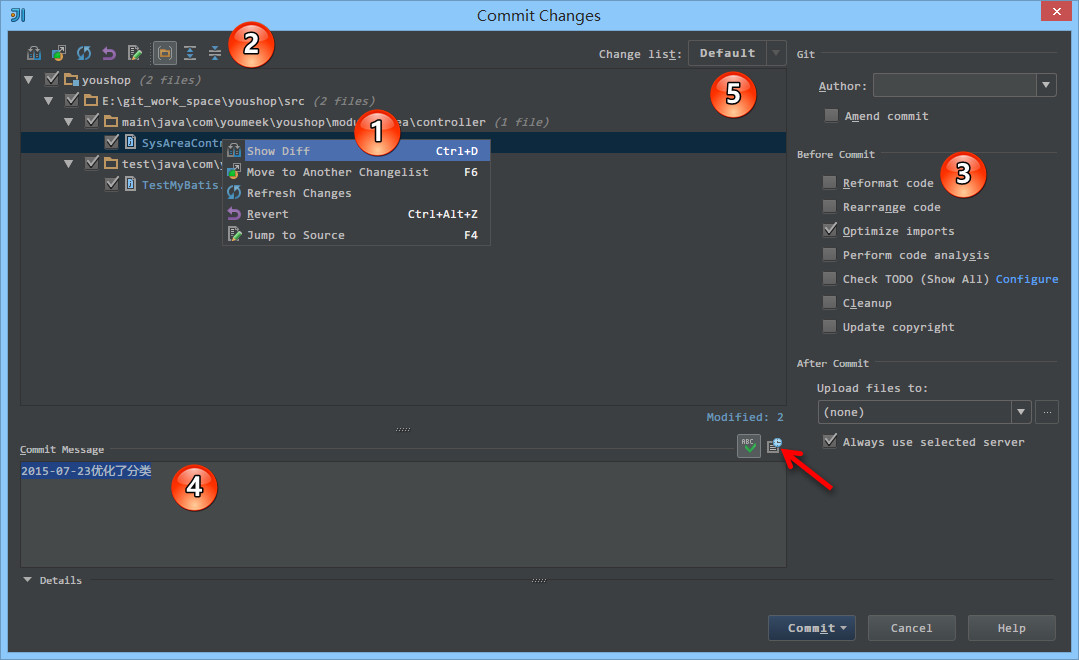 Commit Changes
2
Change list: Default
5
Git
Author:
Amend commit
youshop (2 files)
E:\git_work_space\youshop\src (2 files)
main\java\com\youmeek\youshop\modu ea\controller (1 file)
1
SysAreaContr
test\java\com\y
TestMyBatis.
Show Diff Ctrl+D
Move to Another Changelist F6
Refresh Changes
Revert Ctrl+Alt+Z
Jump to Source F4
Before Commit
3
Reformat code
Rearrange code
Optimize imports
Perform code analysis
Check TODO (Show All) Configure
Cleanup
Update copyright
After Commit
Upload files to:
(none)
...
Always use selected server
Modified: 2
Commit Message
ABC
2015-07-23优化了分类
4
Details
Commit
Cancel
Help